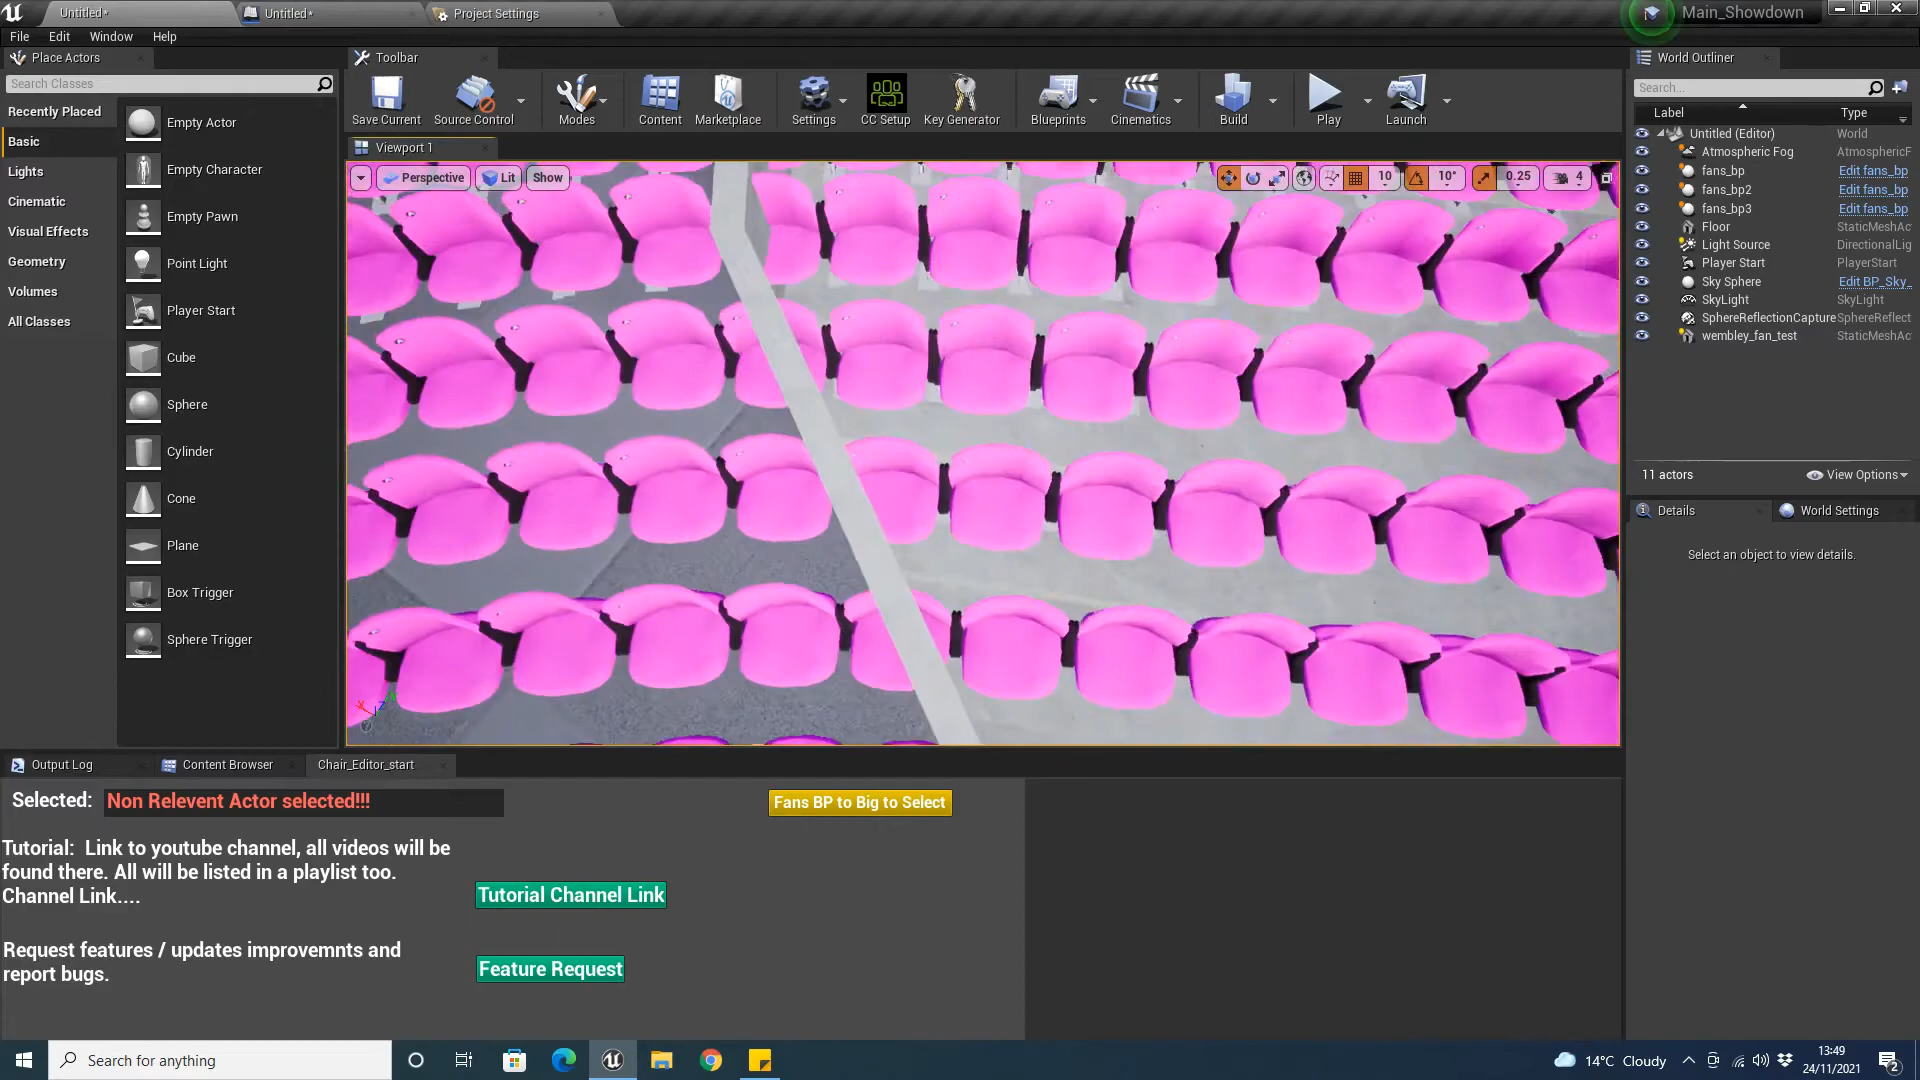 Untitled*
Untitled*
Project Settings
Main_Showdown
File Edit Window Help
Place Actors
Search Classes
Recently Placed
Basic
Lights
Cinematic
Visual Effects
Geometry
Volumes
All Classes
Empty Actor
Empty Character
Empty Pawn
Point Light
Player Start
Cube
Sphere
Cylinder
Cone
Plane
Box Trigger
Sphere Trigger
Toolbar
Save Current
Source Control
Modes
Content
Marketplace
Settings
CC Setup
Key Generator
Blueprints
Cinematics
Build
Play
Launch
Viewport 1
Perspective
Lit
Show
10
10°
0.25
4
World Outliner
Search...
Label Type
Untitled (Editor) World
Atmospheric Fog AtmosphericF
fans_bp Edit fans_bp
fans_bp2 Edit fans_bp
fans_bp3 Edit fans_bp
Floor StaticMeshAc
Light Source DirectionalLig
Player Start PlayerStart
Sky Sphere Edit BP_Sky_
SkyLight SkyLight
SphereReflectionCapture SphereReflect
wembley_fan_test StaticMeshAc
11 actors
View Options
Details
World Settings
Select an object to view details.
Output Log
Content Browser
Chair_Editor_start
Selected: Non Relevent Actor selected!!!
Fans BP to Big to Select
Tutorial: Link to youtube channel, all videos will be
found there. All will be listed in a playlist too.
Channel Link....
Tutorial Channel Link
Request features / updates improvemnts and
report bugs.
Feature Request
Search for anything
14°C Cloudy
13:49
24/11/2021
2